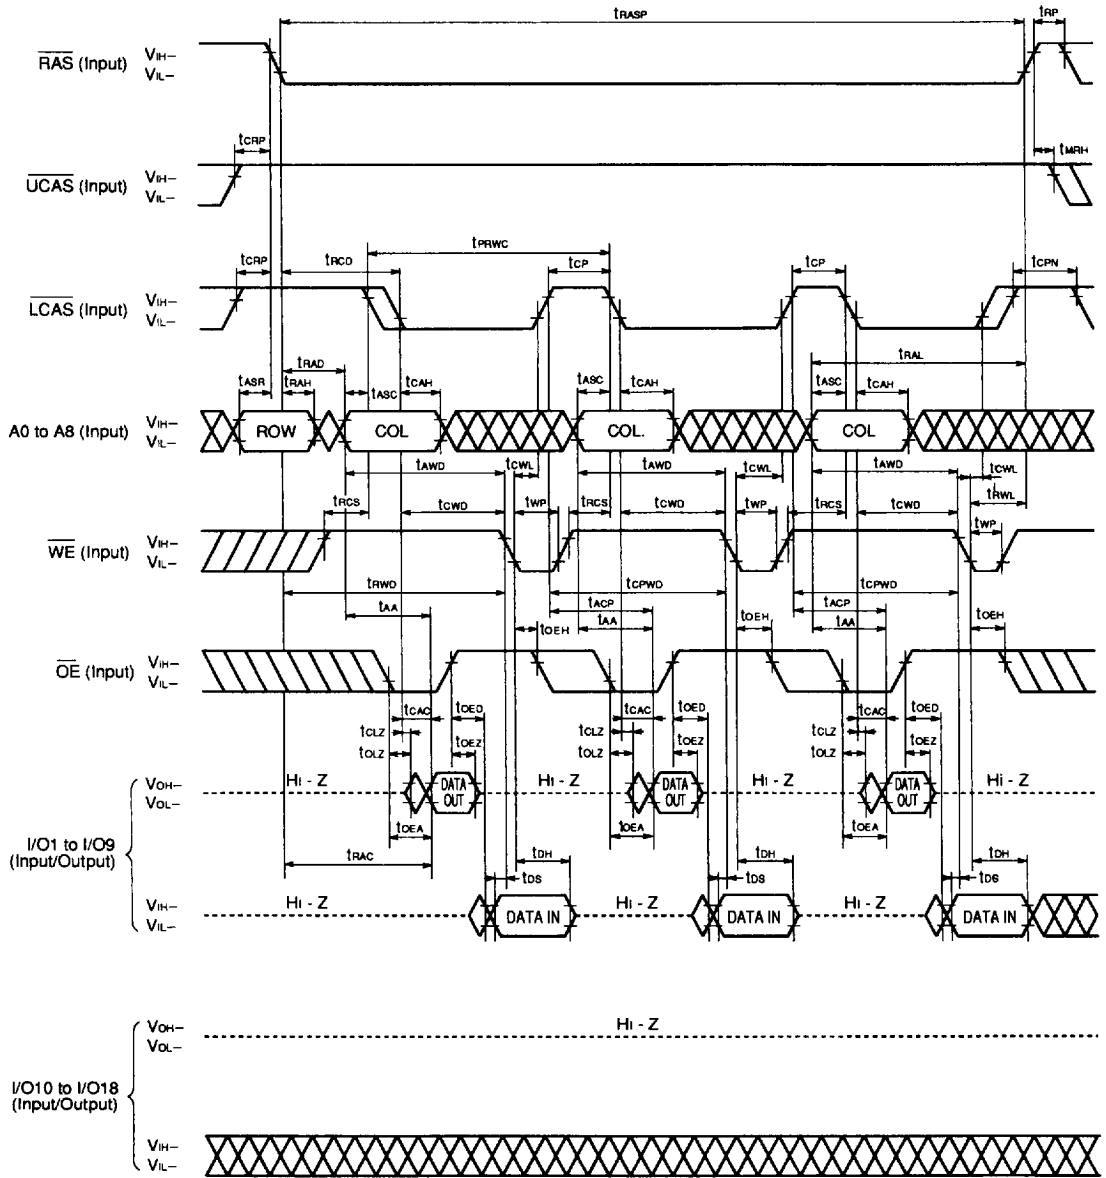 tRASP
tRP
RAS (Input)
VIH–
VIL–
tCRP
tMRH
UCAS (Input)
VIH–
VIL–
tPRWC
tCRP
tRCD
tCP
tCP
tCPN
LCAS (Input)
VIH–
VIL–
tRAD
tRAL
tASR
tRAH
tASC
tCAH
tASC
tCAH
tASC
tCAH
A0 to A8 (Input)
VIH–
VIL–
ROW
COL
COL.
COL
tAWD
tCWL
tAWD
tCWL
tAWD
tCWL
tRCS
tCWD
tWP
tRCS
tCWD
tWP
tRCS
tCWD
tRWL
tWP
WE (Input)
VIH–
VIL–
tRWD
tCPWD
tCPWD
tAA
tACP
tACP
tOEH
tAA
tOEH
tAA
tOEH
OE (Input)
VIH–
VIL–
tCAC
tOED
tCAC
tOED
tCAC
tOED
tCLZ
tCLZ
tCLZ
tOLZ
tOEZ
tOLZ
tOEZ
tOLZ
tOEZ
VOH–
VOL–
HI - Z
DATA OUT
HI - Z
DATA OUT
HI - Z
DATA OUT
Hi - Z
I/O1 to I/O9
(Input/Output)
tOEA
tOEA
tOEA
tRAC
tDH
tDH
tDH
tDS
tDS
tDS
VIH–
VIL–
HI - Z
DATA IN
HI - Z
DATA IN
HI - Z
DATA IN
VOH–
VOL–
HI - Z
I/O10 to I/O18
(Input/Output)
VIH–
VIL–